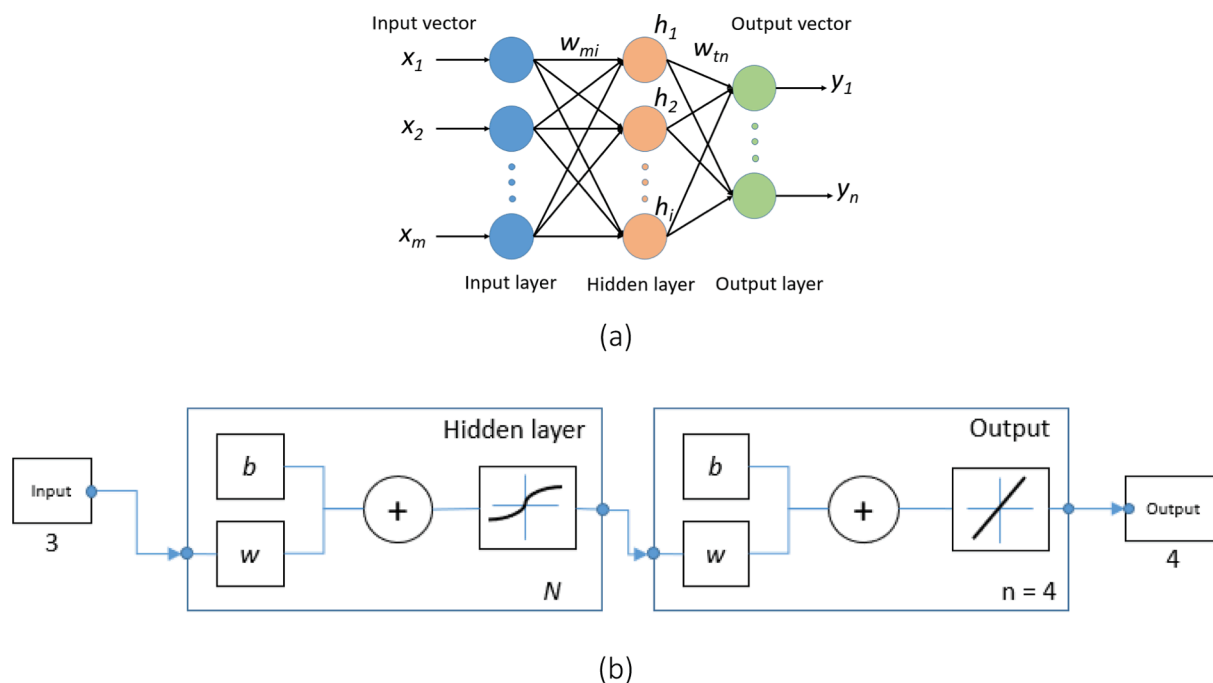 Input vector
Output vector
x1
wmi
h1
wtn
y1
x2
h2
xm
hi
yn
Input layer
Hidden layer
Output layer
(a)
Hidden layer
Output
b
b
Input
+
+
Output
3
w
w
4
N
n = 4
(b)